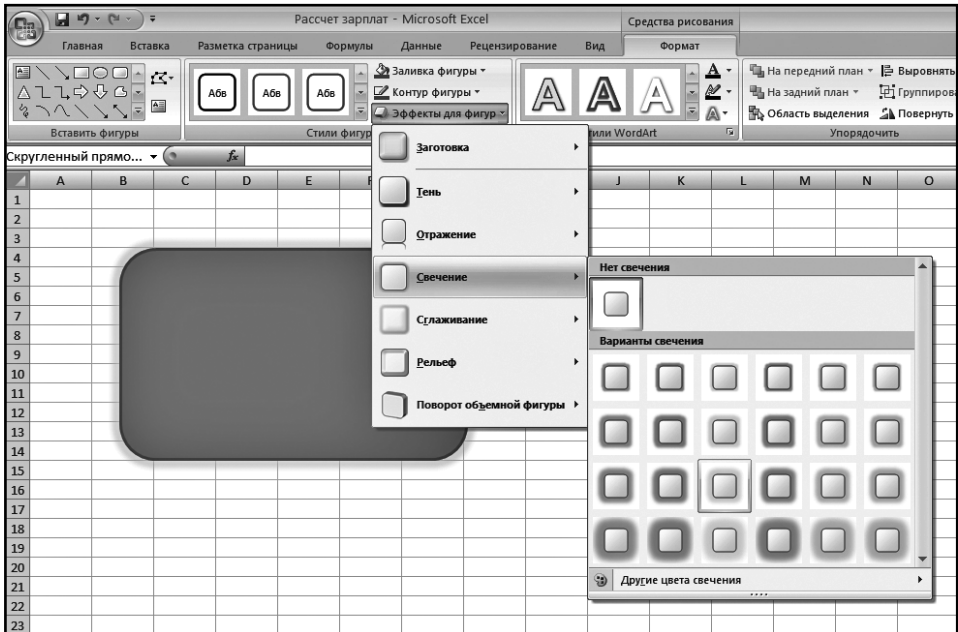 Рассчет зарплат - Microsoft Excel
Средства рисования
Главная Вставка Разметка страницы Формулы Данные Рецензирование Вид Формат
Абв Абв Абв
Заливка фигуры
Контур фигуры
Эффекты для фигур
A A A
На передний план
На задний план
Область выделения
Выровнять
Группирова
Повернуть
Вставить фигуры Стили фигур тили WordArt Упорядочить
Скругленный прямо... fx
A B C D E F J K L M N O
1
2
3
4
5
6
7
8
9
10
11
12
13
14
15
16
17
18
19
20
21
22
23
Заготовка
Тень
Отражение
Свечение
Сглаживание
Рельеф
Поворот объемной фигуры
Нет свечения
Варианты свечения
Другие цвета свечения